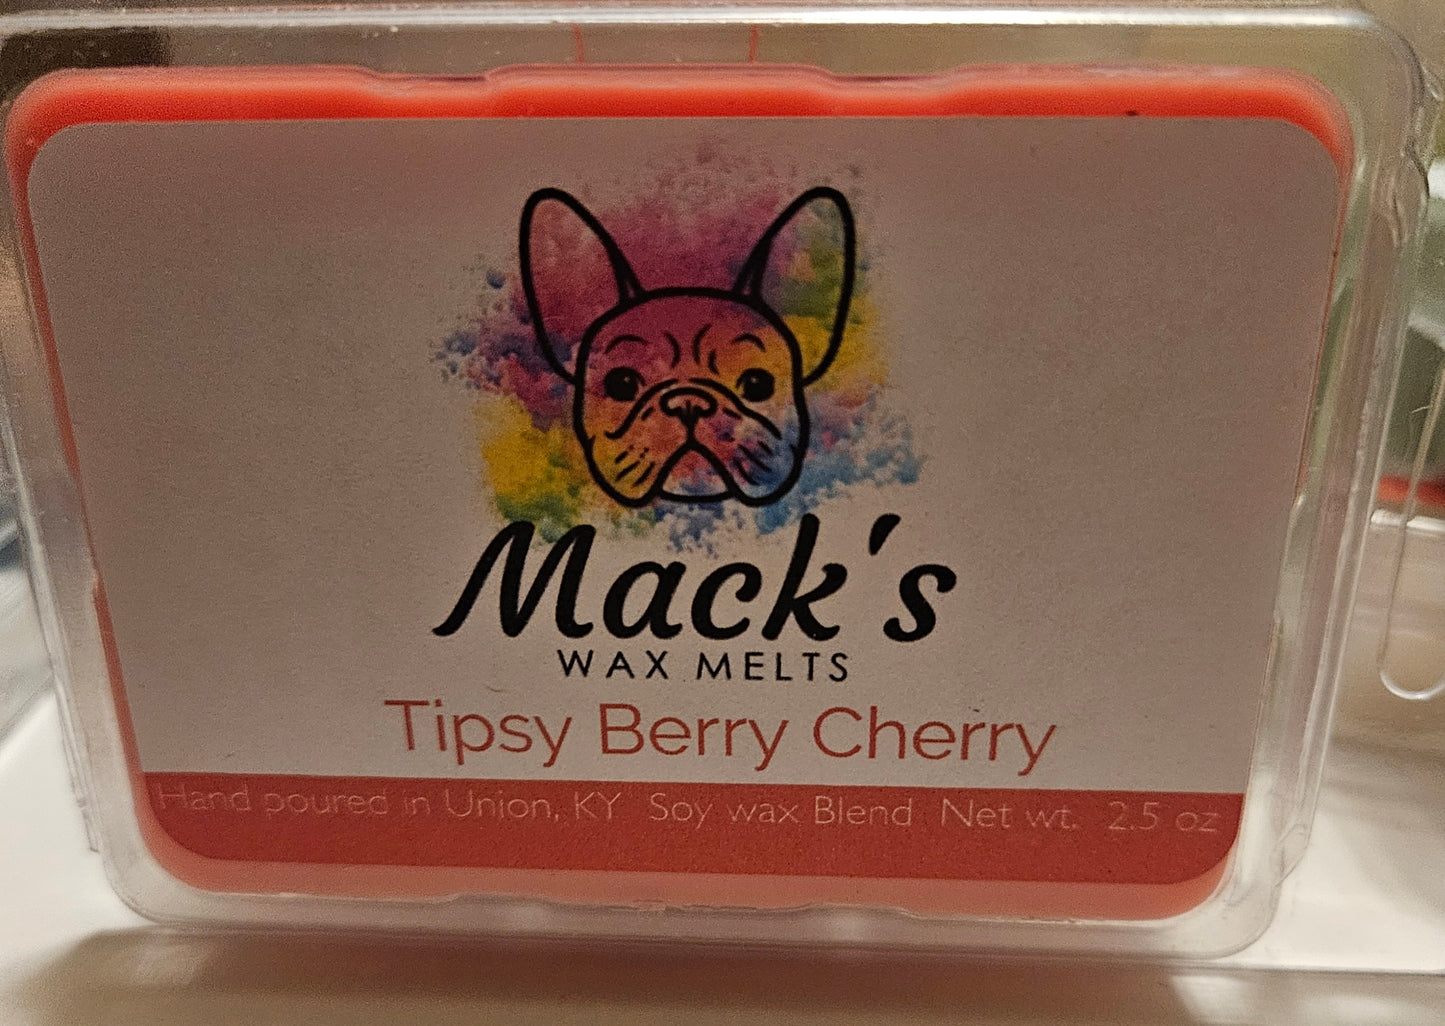 Mack's
WAX MELTS
Tipsy Berry Cherry
Hand poured in Union, KY Soy wax Blend Net wt. 2.5 oz